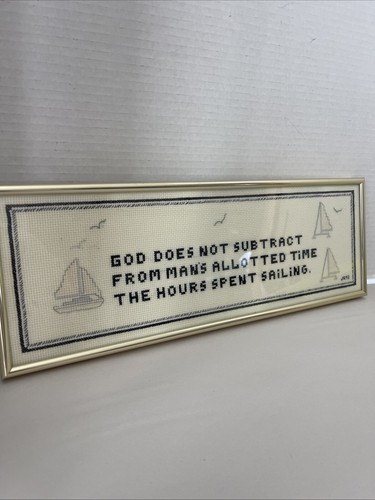 GOD DOES NOT SUBTRACT
FROM MAN'S ALLOTTED TIME
THE HOURS SPENT SAILING.